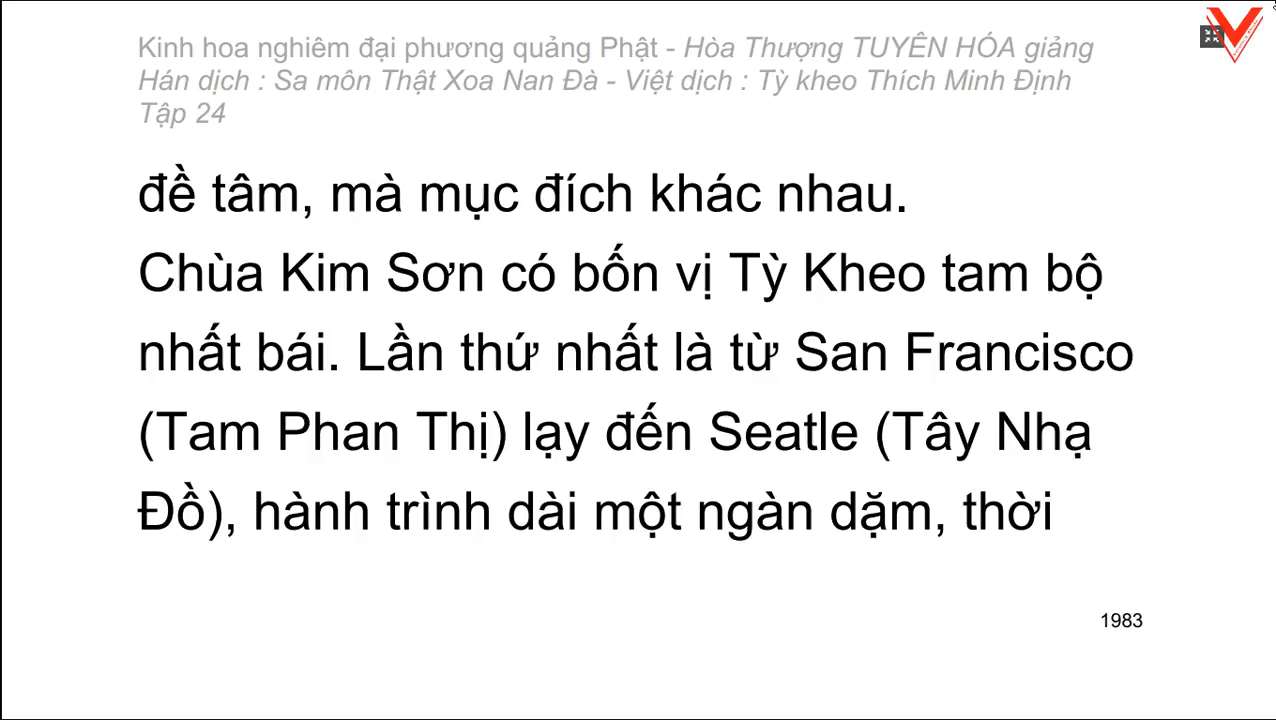 Kinh hoa nghiêm đại phương quảng Phật - Hòa Thượng TUYÊN HÓA giảng
Hán dịch : Sa môn Thật Xoa Nan Đà - Việt dịch : Tỳ kheo Thích Minh Định
Tập 24
đề tâm, mà mục đích khác nhau.
Chùa Kim Sơn có bốn vị Tỳ Kheo tam bộ
nhất bái. Lần thứ nhất là từ San Francisco
(Tam Phan Thị) lạy đến Seatle (Tây Nhạ
Đồ), hành trình dài một ngàn dặm, thời
1983